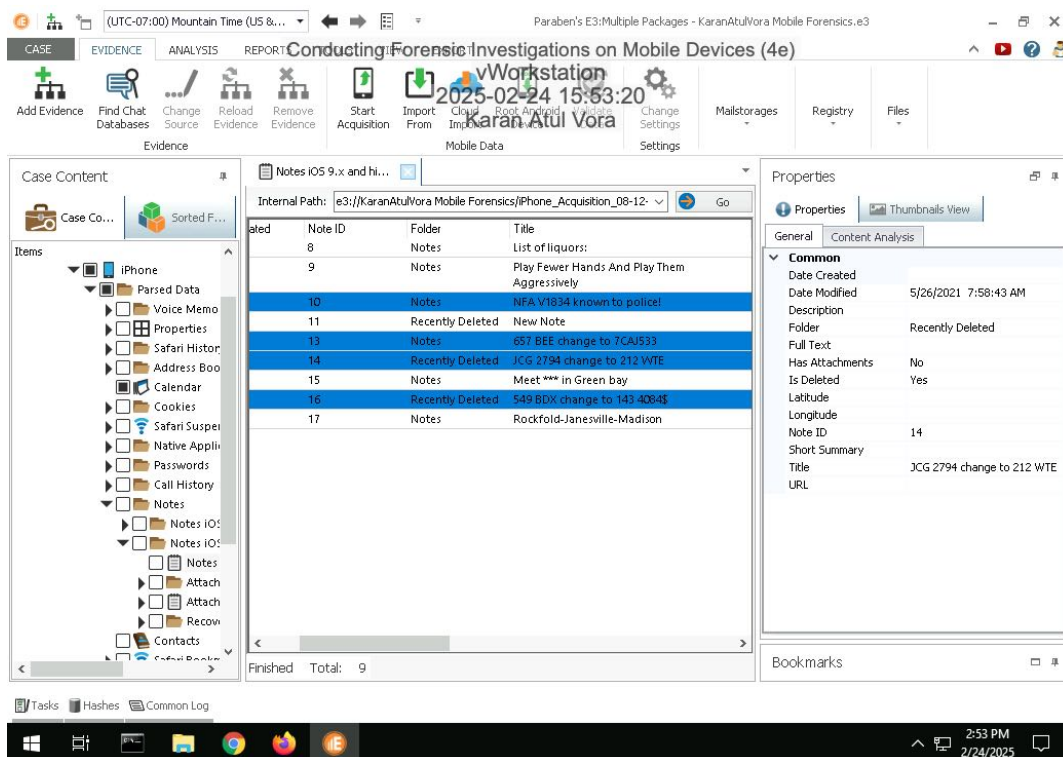 (UTC-07:00) Mountain Time (US &...
Paraben's E3:Multiple Packages - KaranAtulVora Mobile Forensics.e3
CASE EVIDENCE ANALYSIS REPORTS
Conducting Forensic Investigations on Mobile Devices (4e)
vWorkstation
2025-02-24 15:53:20
Karan Atul Vora
Add Evidence
Find Chat Databases
Change Source
Reload Evidence
Remove Evidence
Start Acquisition
Import From
Cloud Import
Root Android Device
Validate
Change Settings
Mailstorages
Registry
Files
Evidence
Mobile Data
Settings
Case Content
Case Co...
Sorted F...
Items
iPhone
Parsed Data
Voice Memo
Properties
Safari Histor
Address Boo
Calendar
Cookies
Safari Suspe
Native Appli
Passwords
Call History
Notes
Notes iOS
Notes iOS
Notes
Attach
Attach
Recov
Contacts
Safari Bookm
Notes iOS 9.x and hi...
Internal Path: e3://KaranAtulVora Mobile Forensics/iPhone_Acquisition_08-12- Go
ated Note ID Folder Title
8 Notes List of liquors:
9 Notes Play Fewer Hands And Play Them
Aggressively
10 Notes NFA V1834 known to police!
11 Recently Deleted New Note
13 Notes 657 BEE change to 7CAJ533
14 Recently Deleted JCG 2794 change to 212 WTE
15 Notes Meet *** in Green bay
16 Recently Deleted 549 BDX change to 143 4084$
17 Notes Rockfold-Janesville-Madison
Finished Total: 9
Properties
Properties Thumbnails View
General Content Analysis
Common
Date Created
Date Modified 5/26/2021 7:58:43 AM
Description
Folder Recently Deleted
Full Text
Has Attachments No
Is Deleted Yes
Latitude
Longitude
Note ID 14
Short Summary
Title JCG 2794 change to 212 WTE
URL
Bookmarks
Tasks Hashes Common Log
2:53 PM
2/24/2025